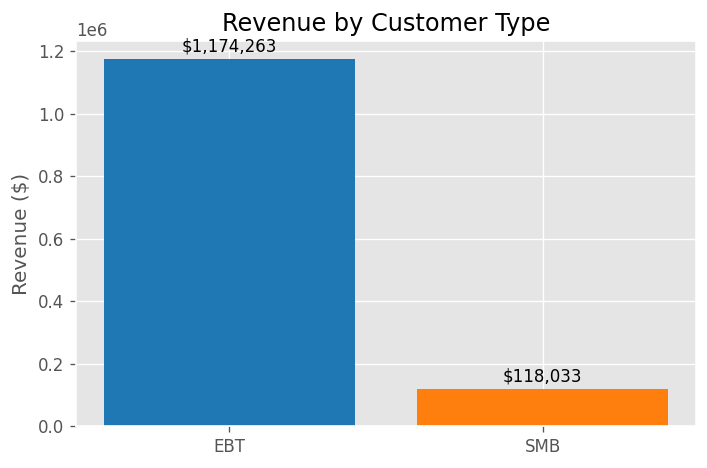 Revenue by Customer Type
1e6
$1,174,263
1.2
1.0
0.8
0.6
0.4
0.2
0.0
Revenue ($)
$118,033
EBT
SMB